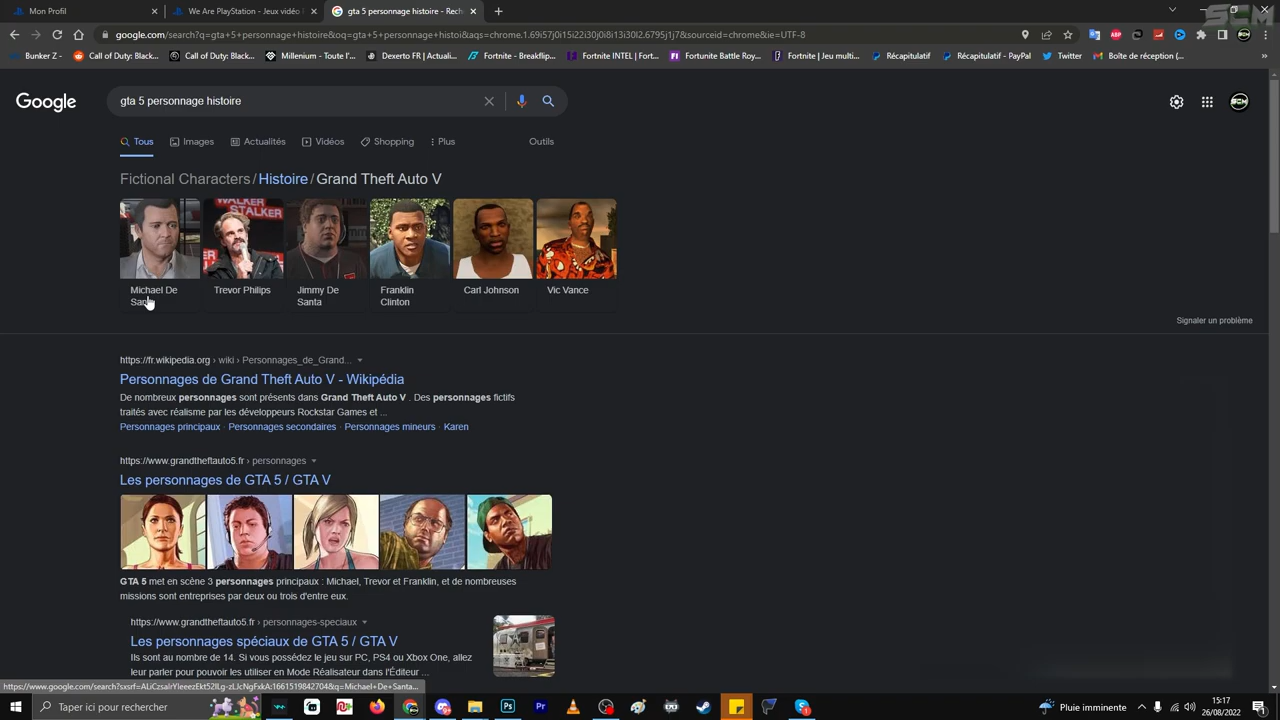 Mon Profil
We Are PlayStation - Jeux vidéo
gta 5 personnage histoire - Rech
SCM
google.com/search?q=gta+5+personnage+histoire&oq=gta+5+personnage+histoi&aqs=chrome.1.69i57j0i15i22i30j0i8i13i30l2.6795j1j7&sourceid=chrome&ie=UTF-8
Bunker Z -
Call of Duty: Black...
Call of Duty: Black...
Millenium - Toute l'...
Dexerto FR | Actuali...
Fortnite - Breakflip...
Fortnite INTEL | Fort...
Fortunite Battle Roy...
Fortnite | Jeu multi...
Récapitulatif
Récapitulatif - PayPal
Twitter
Boîte de réception (...
Google
gta 5 personnage histoire
SCM
Tous
Images
Actualités
Vidéos
Shopping
Plus
Outils
Fictional Characters / Histoire / Grand Theft Auto V
WALKER
STALKER
Michael De
Trevor Philips
Jimmy De Santa
Franklin Clinton
Carl Johnson
Vic Vance
Signaler un problème
https://fr.wikipedia.org › wiki › Personnages_de_Grand...
Personnages de Grand Theft Auto V - Wikipédia
De nombreux personnages sont présents dans Grand Theft Auto V . Des personnages fictifs
traités avec réalisme par les développeurs Rockstar Games et ...
Personnages principaux · Personnages secondaires · Personnages mineurs · Karen
https://www.grandtheftauto5.fr › personnages
Les personnages de GTA 5 / GTA V
GTA 5 met en scène 3 personnages principaux : Michael, Trevor et Franklin, et de nombreuses
missions sont entreprises par deux ou trois d'entre eux.
https://www.grandtheftauto5.fr › personnages-speciaux
Les personnages spéciaux de GTA 5 / GTA V
Ils sont au nombre de 14. Si vous possédez le jeu sur PC, PS4 ou Xbox One, allez
leur parler pour pouvoir les utiliser en Mode Réalisateur dans l'Éditeur ...
Taper ici pour rechercher
Pluie imminente
15:17
26/08/2022